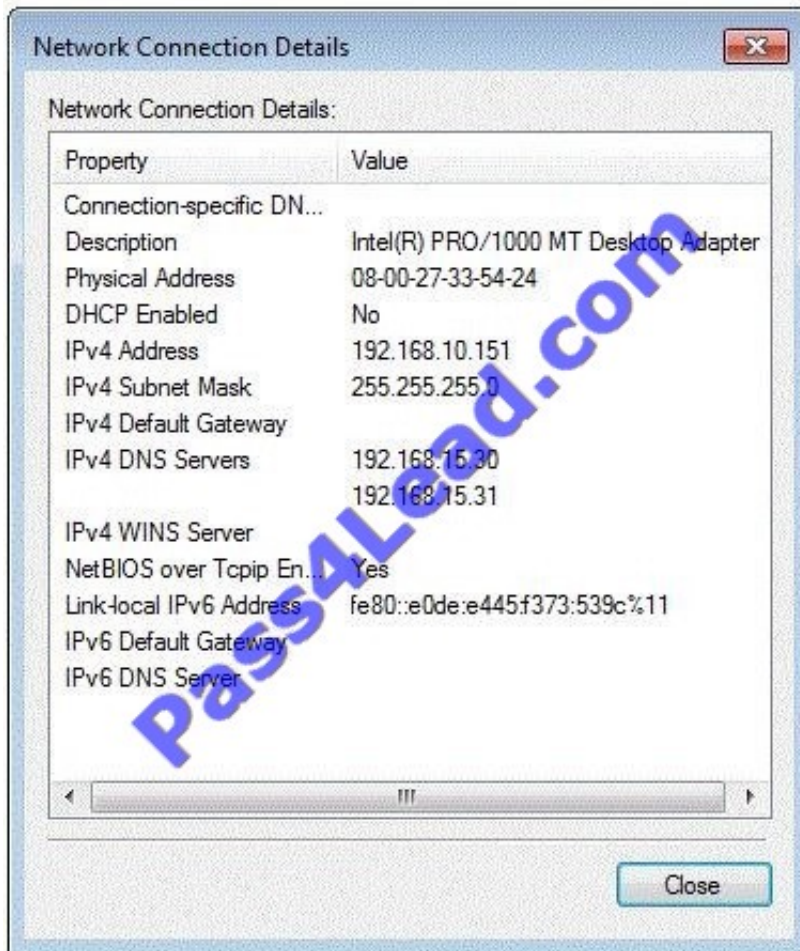 Network Connection Details
Network Connection Details:
Property Value
Connection-specific DN...
Description Intel(R) PRO/1000 MT Desktop Adapter
Physical Address 08-00-27-33-54-24
DHCP Enabled No
IPv4 Address 192.168.10.151
IPv4 Subnet Mask 255.255.255.0
IPv4 Default Gateway
IPv4 DNS Servers 192.168.15.30
192.168.15.31
IPv4 WINS Server
NetBIOS over Tcpip En... Yes
Link-local IPv6 Address fe80::e0de:e445:f373:539c%11
IPv6 Default Gateway
IPv6 DNS Server
Pass4Lead.com
Close